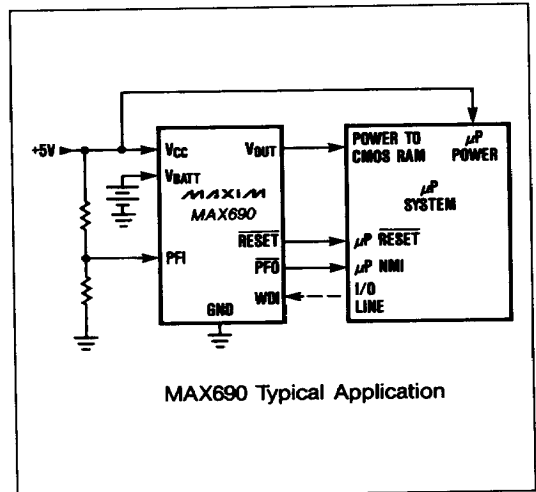 +5V
VCC
VOUT
VBATT
MAXIM
MAX690
RESET
PFI
PFO
WDI
GND
POWER TO
CMOS RAM
μP
POWER
μP
SYSTEM
μP RESET
μP NMI
I/O
LINE
MAX690 Typical Application